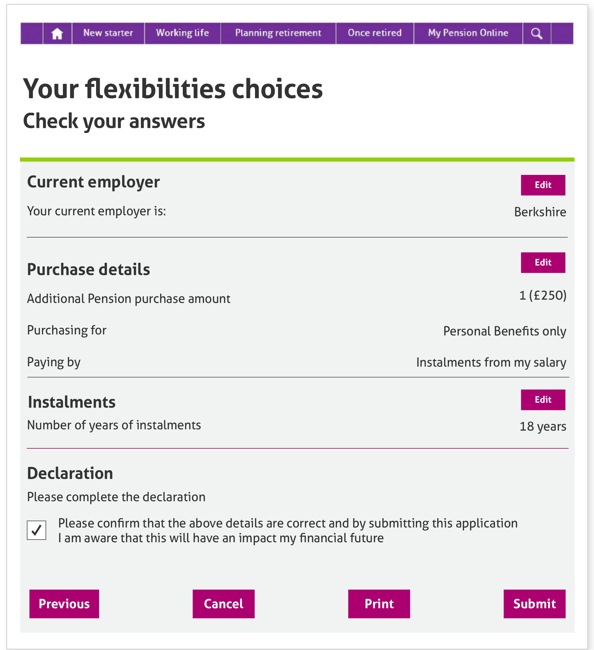 New starter Working life Planning retirement Once retired My Pension Online
Your flexibilities choices
Check your answers
Current employer Edit
Your current employer is: Berkshire
Purchase details Edit
Additional Pension purchase amount 1 (£250)
Purchasing for Personal Benefits only
Paying by Instalments from my salary
Instalments Edit
Number of years of instalments 18 years
Declaration
Please complete the declaration
Please confirm that the above details are correct and by submitting this application
I am aware that this will have an impact my financial future
Previous Cancel Print Submit